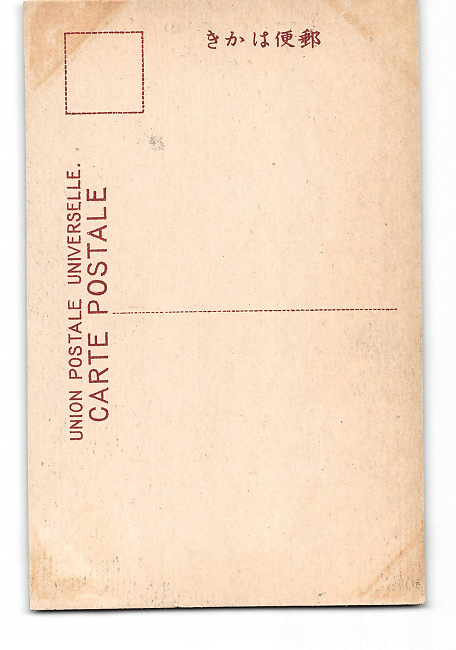 郵便はかき
UNION POSTALE UNIVERSELLE.
CARTE POSTALE